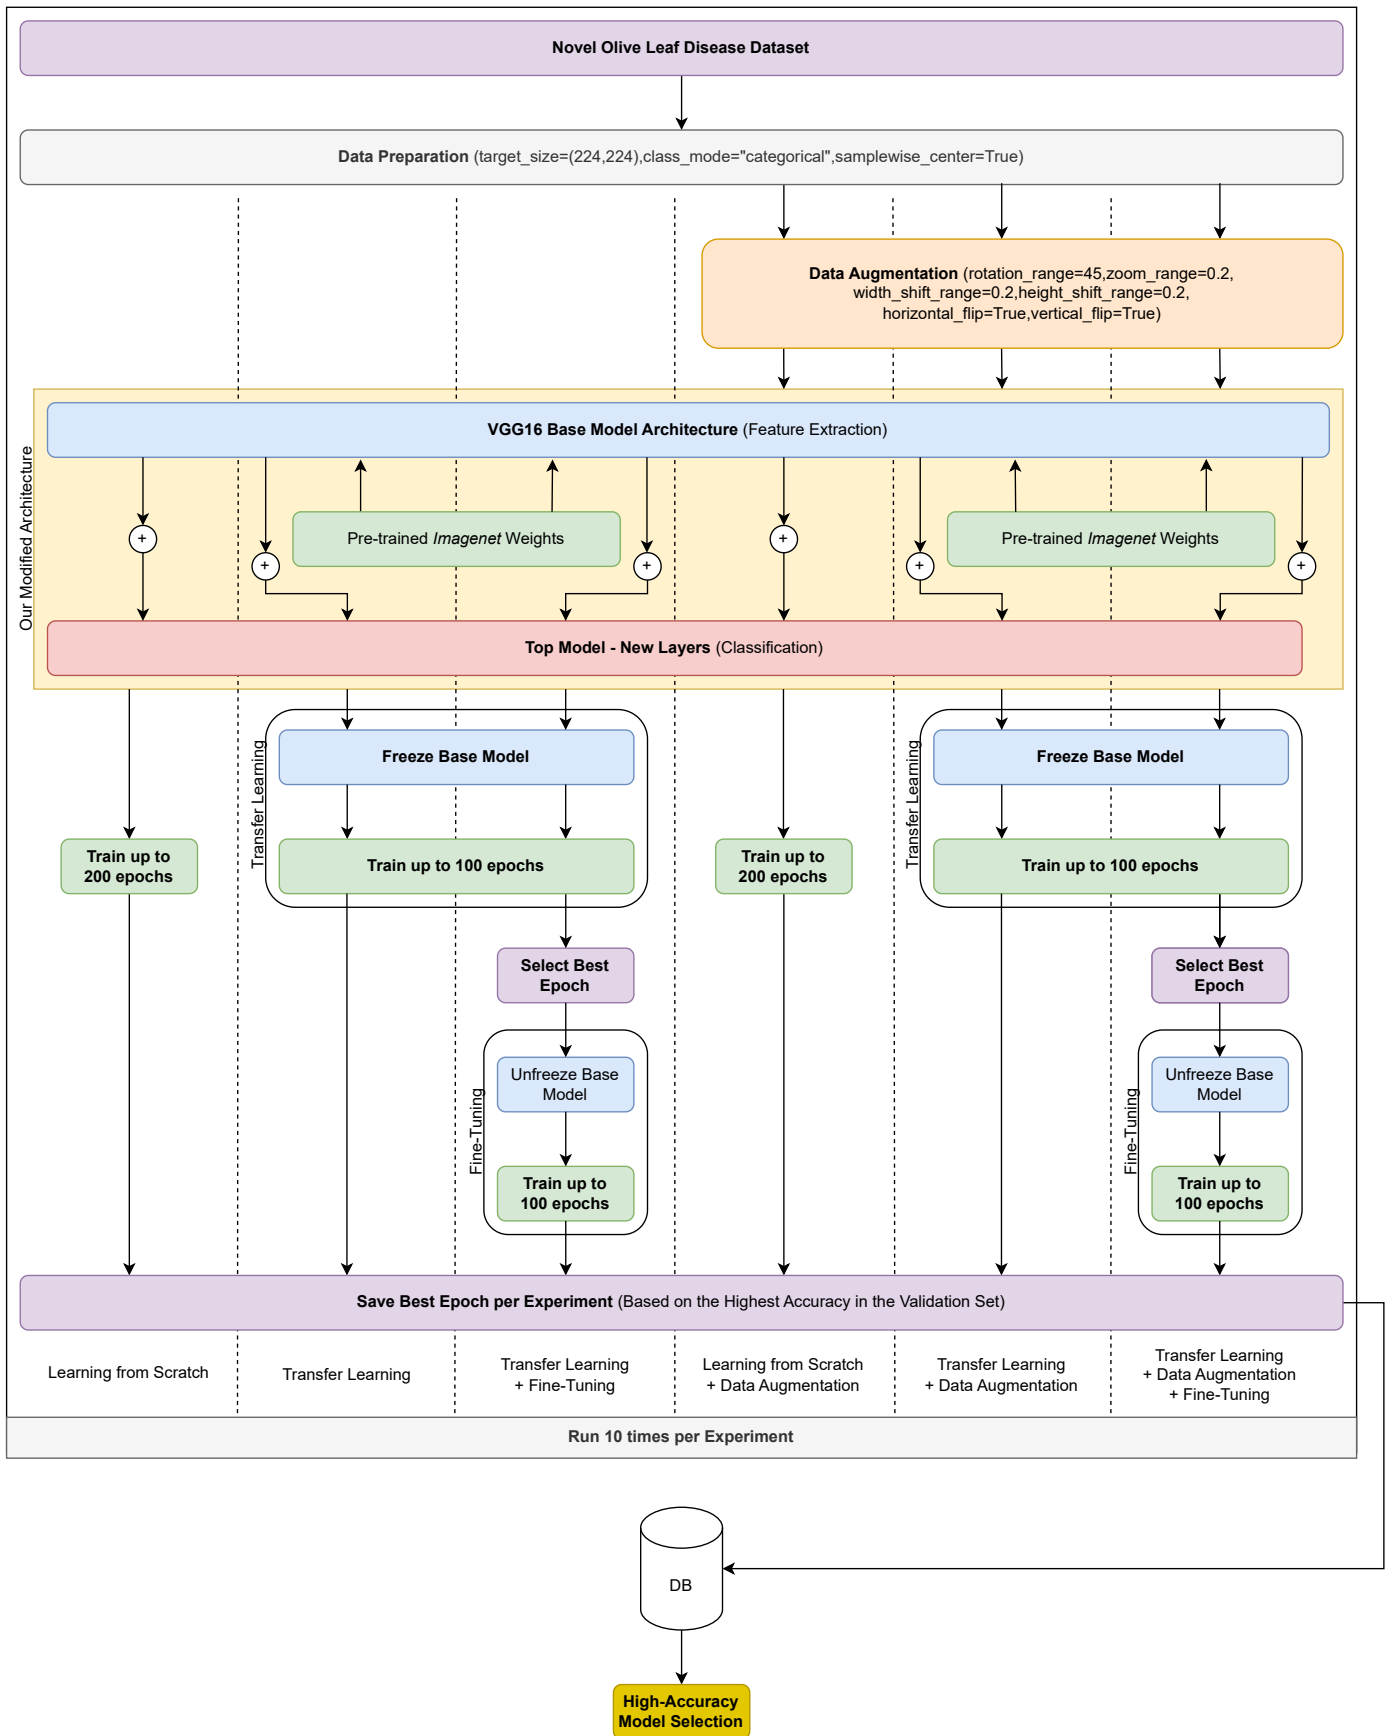 Novel Olive Leaf Disease Dataset
Data Preparation (target_size=(224,224),class_mode="categorical",samplewise_center=True)
Data Augmentation (rotation_range=45,zoom_range=0.2,
width_shift_range=0.2,height_shift_range=0.2,
horizontal_flip=True,vertical_flip=True)
Our Modified Architecture
VGG16 Base Model Architecture (Feature Extraction)
Pre-trained Imagenet Weights
Pre-trained Imagenet Weights
+
+
+
+
+
+
Top Model - New Layers (Classification)
Transfer Learning
Freeze Base Model
Transfer Learning
Freeze Base Model
Train up to
200 epochs
Train up to 100 epochs
Train up to
200 epochs
Train up to 100 epochs
Select Best
Epoch
Select Best
Epoch
Fine-Tuning
Unfreeze Base
Model
Fine-Tuning
Unfreeze Base
Model
Train up to
100 epochs
Train up to
100 epochs
Save Best Epoch per Experiment (Based on the Highest Accuracy in the Validation Set)
Learning from Scratch
Transfer Learning
Transfer Learning
+ Fine-Tuning
Learning from Scratch
+ Data Augmentation
Transfer Learning
+ Data Augmentation
Transfer Learning
+ Data Augmentation
+ Fine-Tuning
Run 10 times per Experiment
DB
High-Accuracy
Model Selection